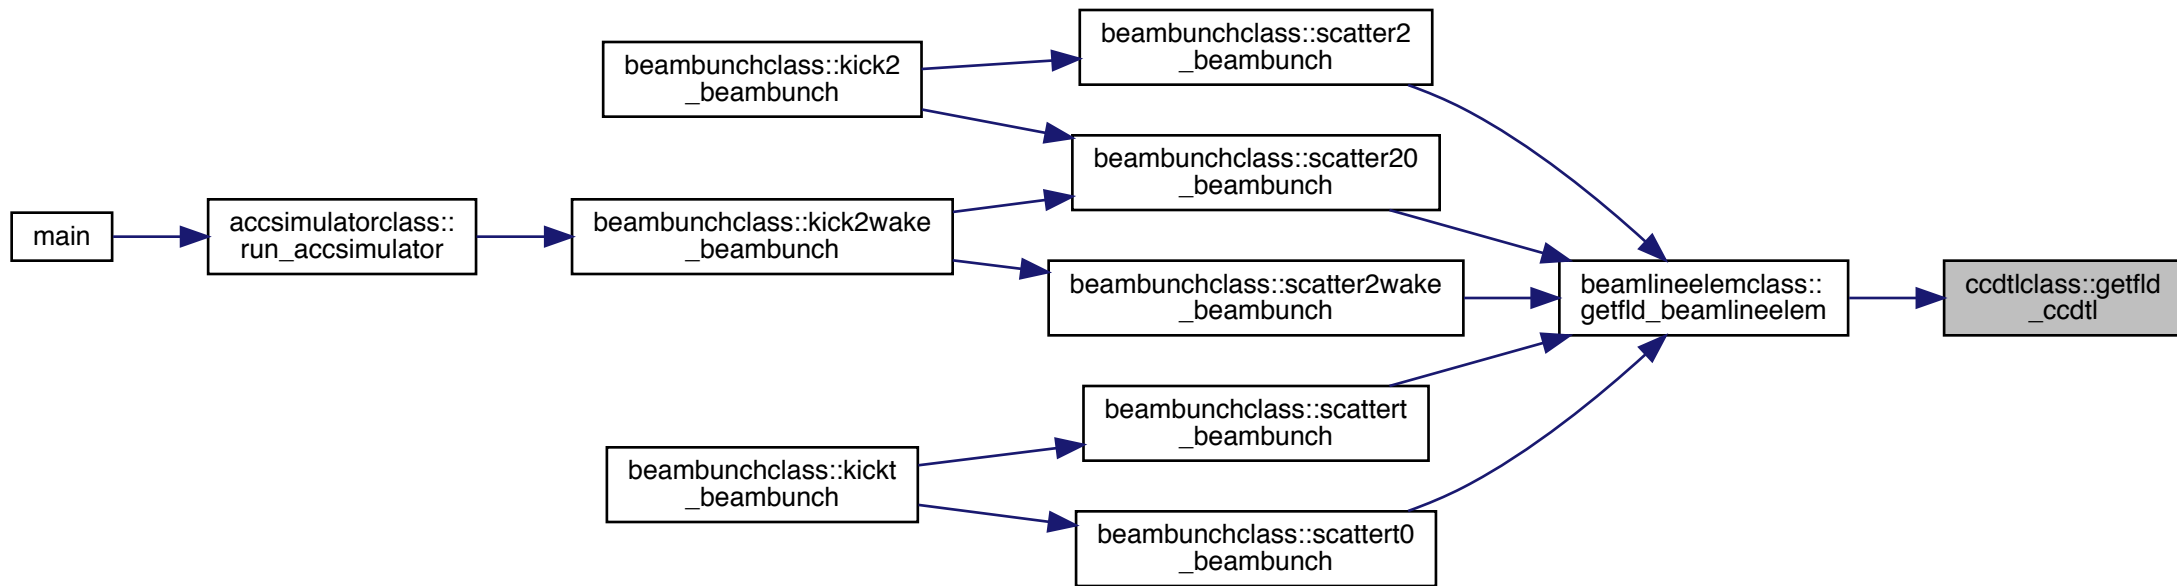 main
accsimulatorclass::
run_accsimulator
beambunchclass::kick2
_beambunch
beambunchclass::kick2wake
_beambunch
beambunchclass::kickt
_beambunch
beambunchclass::scatter2
_beambunch
beambunchclass::scatter20
_beambunch
beambunchclass::scatter2wake
_beambunch
beambunchclass::scattert
_beambunch
beambunchclass::scattert0
_beambunch
beamlineelemclass::
getfld_beamlineelem
ccdtlclass::getfld
_ccdtl